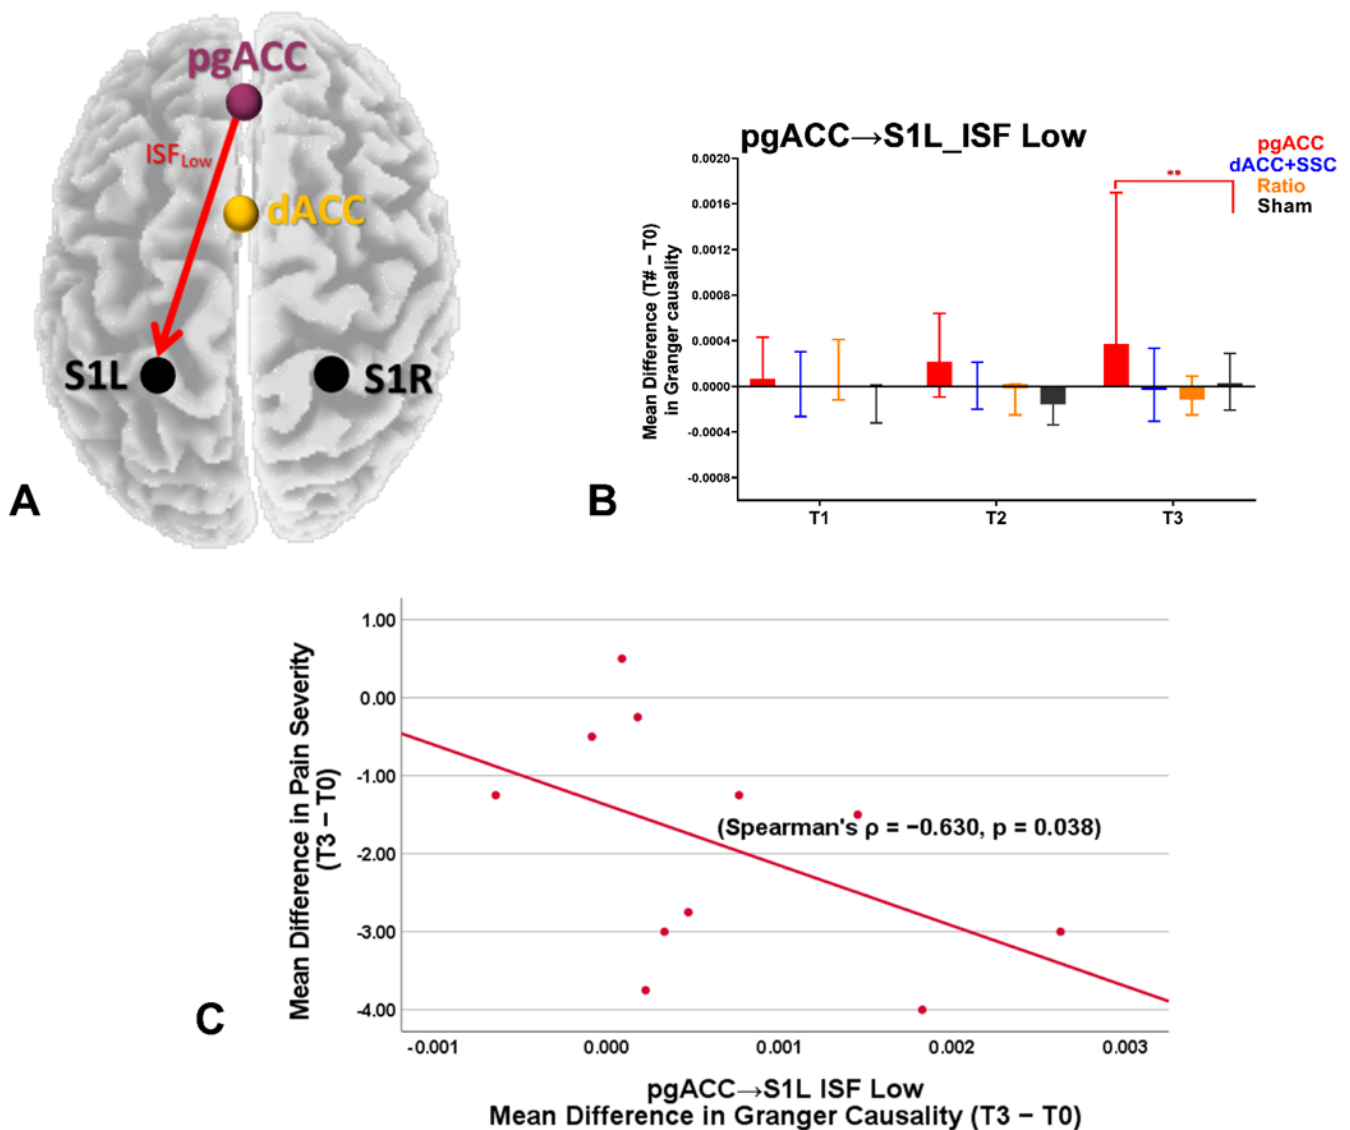 pgACC
ISFLow
dACC
S1L
S1R
A
pgACC→S1L_ISF Low
pgACC
dACC+SSC
Ratio
Sham
**
Mean Difference (T# − T0)
in Granger causality
0.0020
0.0016
0.0012
0.0008
0.0004
0.0000
-0.0004
-0.0008
T1
T2
T3
B
Mean Difference in Pain Severity
(T3 − T0)
1.00
0.00
-1.00
-2.00
-3.00
-4.00
(Spearman's ρ = −0.630, p = 0.038)
-0.001
0.000
0.001
0.002
0.003
C
pgACC→S1L ISF Low
Mean Difference in Granger Causality (T3 − T0)